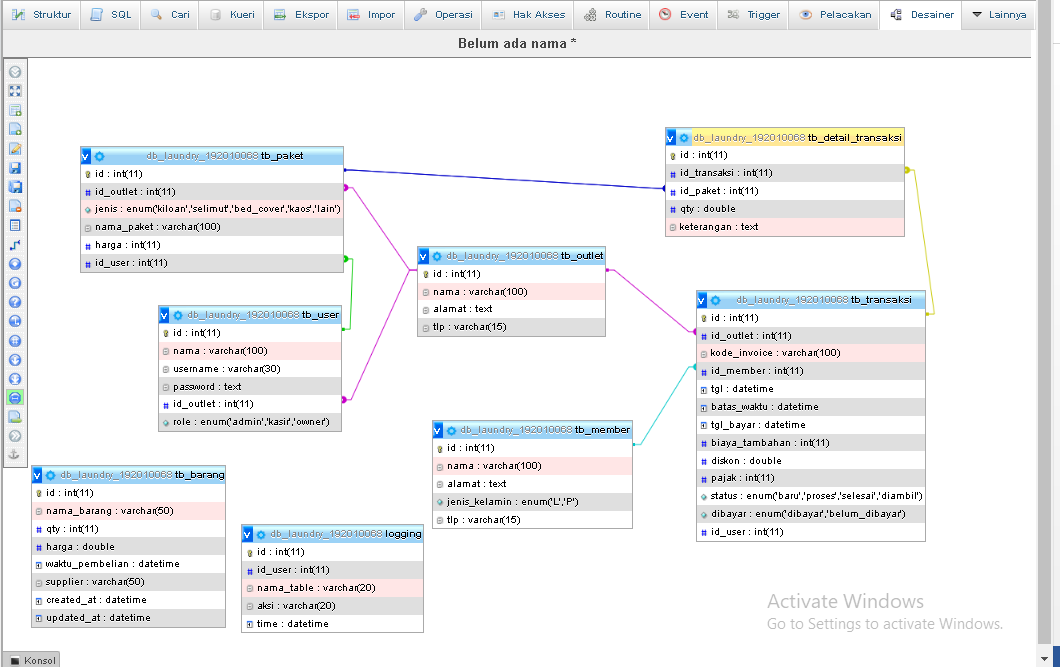 Struktur SQL Cari Kueri Ekspor Impor Operasi Hak Akses Routine Event Trigger Pelacakan Desainer Lainnya
Belum ada nama *
db_laundry_192010068 tb_paket
id : int(11)
id_outlet : int(11)
jenis : enum('kiloan','selimut','bed_cover','kaos','lain')
nama_paket : varchar(100)
harga : int(11)
id_user : int(11)
db_laundry_192010068 tb_detail_transaksi
id : int(11)
id_transaksi : int(11)
id_paket : int(11)
qty : double
keterangan : text
db_laundry_192010068 tb_outlet
id : int(11)
nama : varchar(100)
alamat : text
tlp : varchar(15)
db_laundry_192010068 tb_user
id : int(11)
nama : varchar(100)
username : varchar(30)
password : text
id_outlet : int(11)
role : enum('admin','kasir','owner')
db_laundry_192010068 tb_transaksi
id : int(11)
id_outlet : int(11)
kode_invoice : varchar(100)
id_member : int(11)
tgl : datetime
batas_waktu : datetime
tgl_bayar : datetime
biaya_tambahan : int(11)
diskon : double
pajak : int(11)
status : enum('baru','proses','selesai','diambil')
dibayar : enum('dibayar','belum_dibayar')
id_user : int(11)
db_laundry_192010068 tb_member
id : int(11)
nama : varchar(100)
alamat : text
jenis_kelamin : enum('L','P')
tlp : varchar(15)
db_laundry_192010068 tb_barang
id : int(11)
nama_barang : varchar(50)
qty : int(11)
harga : double
waktu_pembelian : datetime
supplier : varchar(50)
created_at : datetime
updated_at : datetime
db_laundry_192010068 logging
id : int(11)
id_user : int(11)
nama_table : varchar(20)
aksi : varchar(20)
time : datetime
Activate Windows
Go to Settings to activate Windows.
Konsol